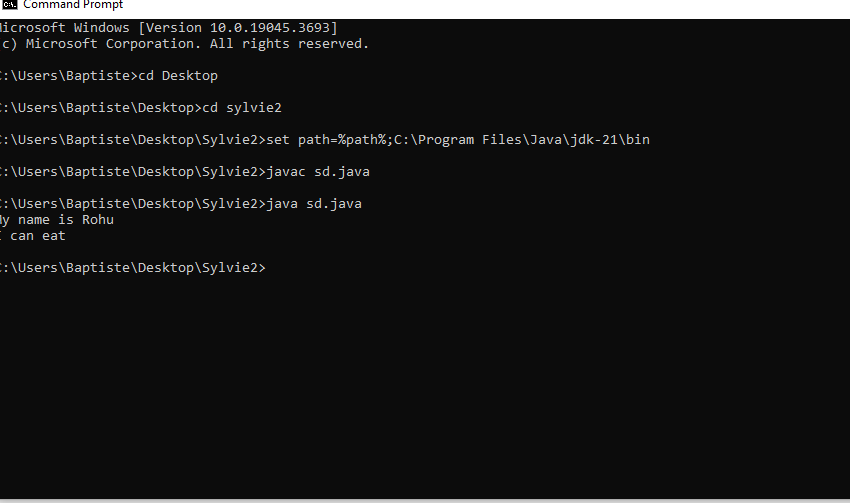 Command Prompt
Microsoft Windows [Version 10.0.19045.3693]
(c) Microsoft Corporation. All rights reserved.
C:\Users\Baptiste>cd Desktop
C:\Users\Baptiste\Desktop>cd sylvie2
C:\Users\Baptiste\Desktop\Sylvie2>set path=%path%;C:\Program Files\Java\jdk-21\bin
C:\Users\Baptiste\Desktop\Sylvie2>javac sd.java
C:\Users\Baptiste\Desktop\Sylvie2>java sd.java
My name is Rohu
I can eat
C:\Users\Baptiste\Desktop\Sylvie2>